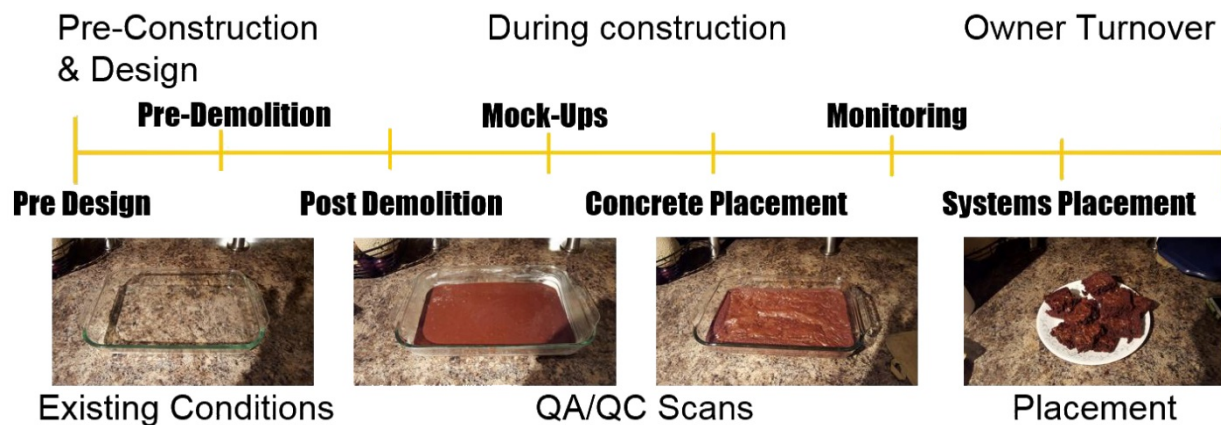 Pre-Construction
& Design
During construction
Owner Turnover
Pre-Demolition
Mock-Ups
Monitoring
Pre Design
Post Demolition
Concrete Placement
Systems Placement
Existing Conditions
QA/QC Scans
Placement